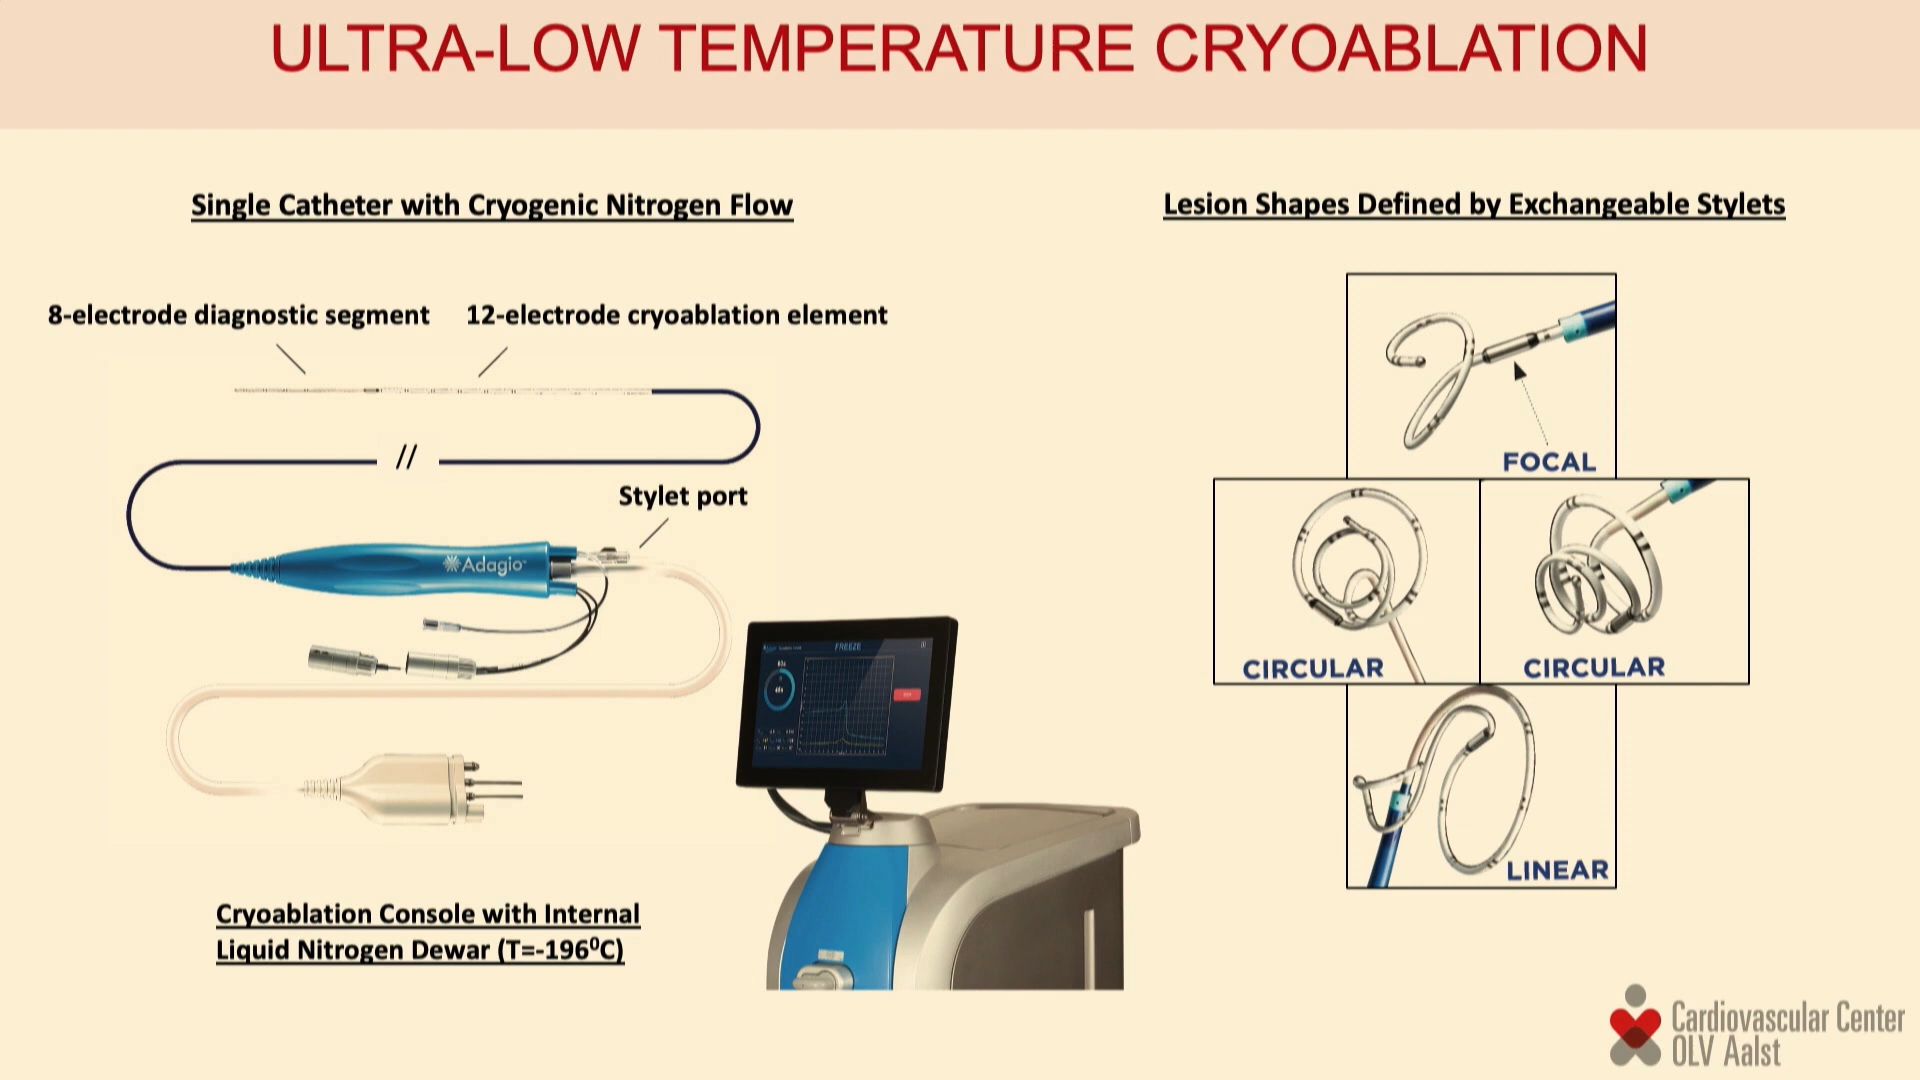 ULTRA-LOW TEMPERATURE CRYOABLATION
Single Catheter with Cryogenic Nitrogen Flow
Lesion Shapes Defined by Exchangeable Stylets
8-electrode diagnostic segment
12-electrode cryoablation element
//
Stylet port
Adagio
FREEZE
FOCAL
CIRCULAR
CIRCULAR
LINEAR
Cryoablation Console with Internal
Liquid Nitrogen Dewar (T=-196⁰C)
Cardiovascular Center
OLV Aalst